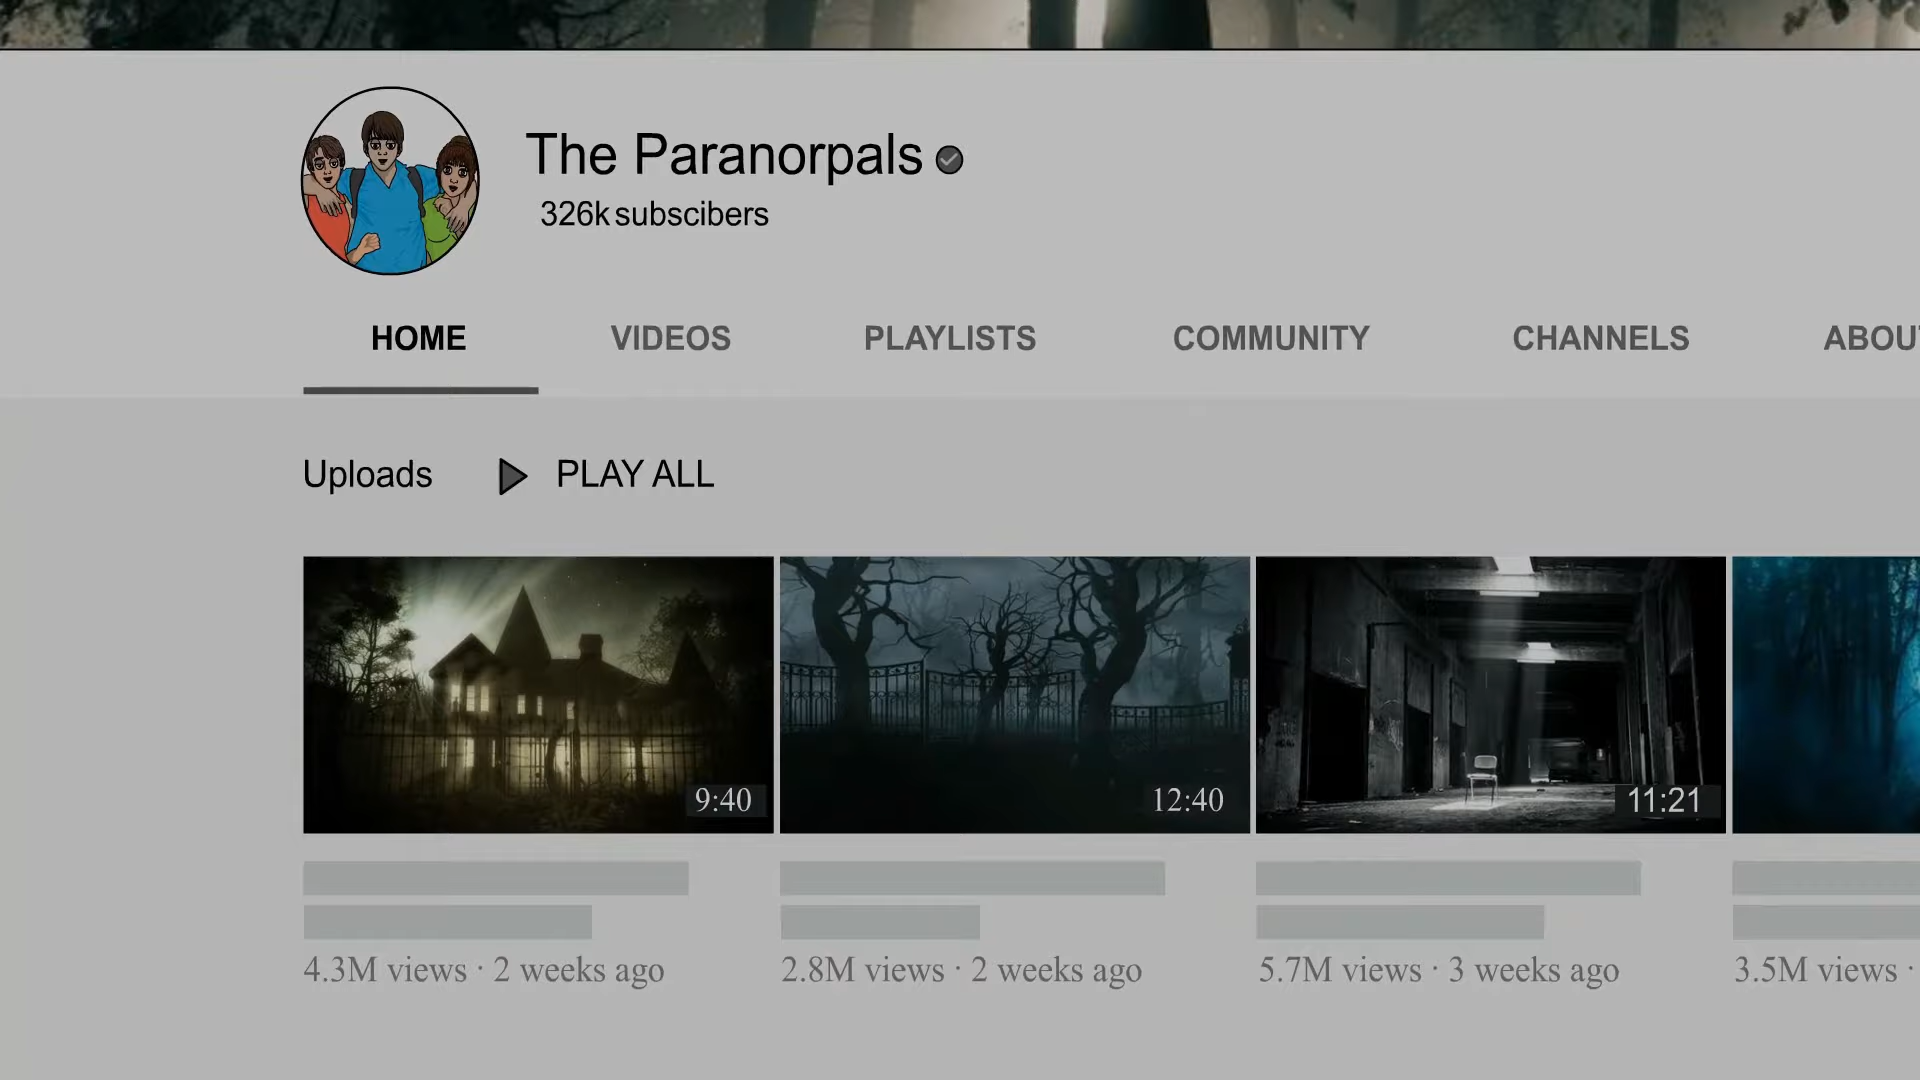 The Paranorpals
326k subscibers
HOME VIDEOS PLAYLISTS COMMUNITY CHANNELS ABOU
Uploads PLAY ALL
9:40 12:40 11:21
4.3M views · 2 weeks ago 2.8M views · 2 weeks ago 5.7M views · 3 weeks ago 3.5M views ·